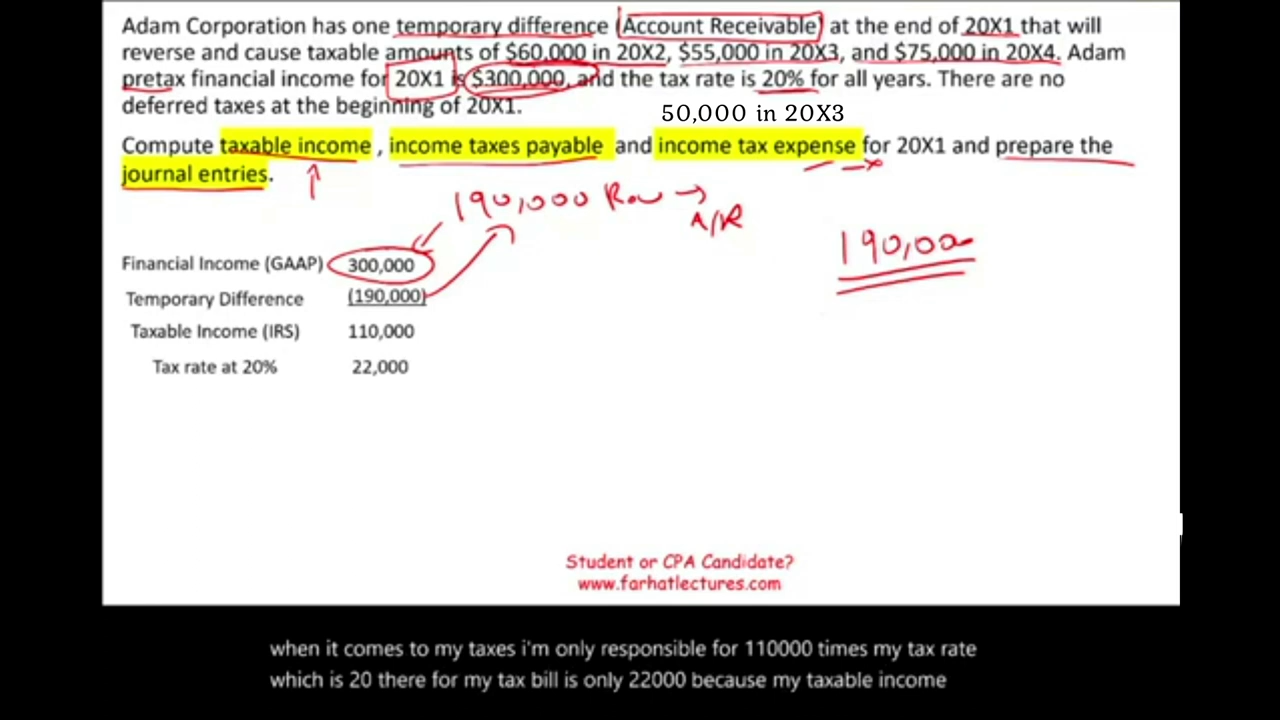 Adam Corporation has one temporary difference (Account Receivable) at the end of 20X1 that will
reverse and cause taxable amounts of $60,000 in 20X2, $55,000 in 20X3, and $75,000 in 20X4. Adam
pretax financial income for 20X1 is $300,000, and the tax rate is 20% for all years. There are no
deferred taxes at the beginning of 20X1.
50,000 in 20X3
Compute taxable income , income taxes payable and income tax expense for 20X1 and prepare the
journal entries.
190,000 Rev → A/R
190,000
Financial Income (GAAP) 300,000
Temporary Difference (190,000)
Taxable Income (IRS) 110,000
Tax rate at 20% 22,000
Student or CPA Candidate?
www.farhatlectures.com
when it comes to my taxes i'm only responsible for 110000 times my tax rate
which is 20 there for my tax bill is only 22000 because my taxable income